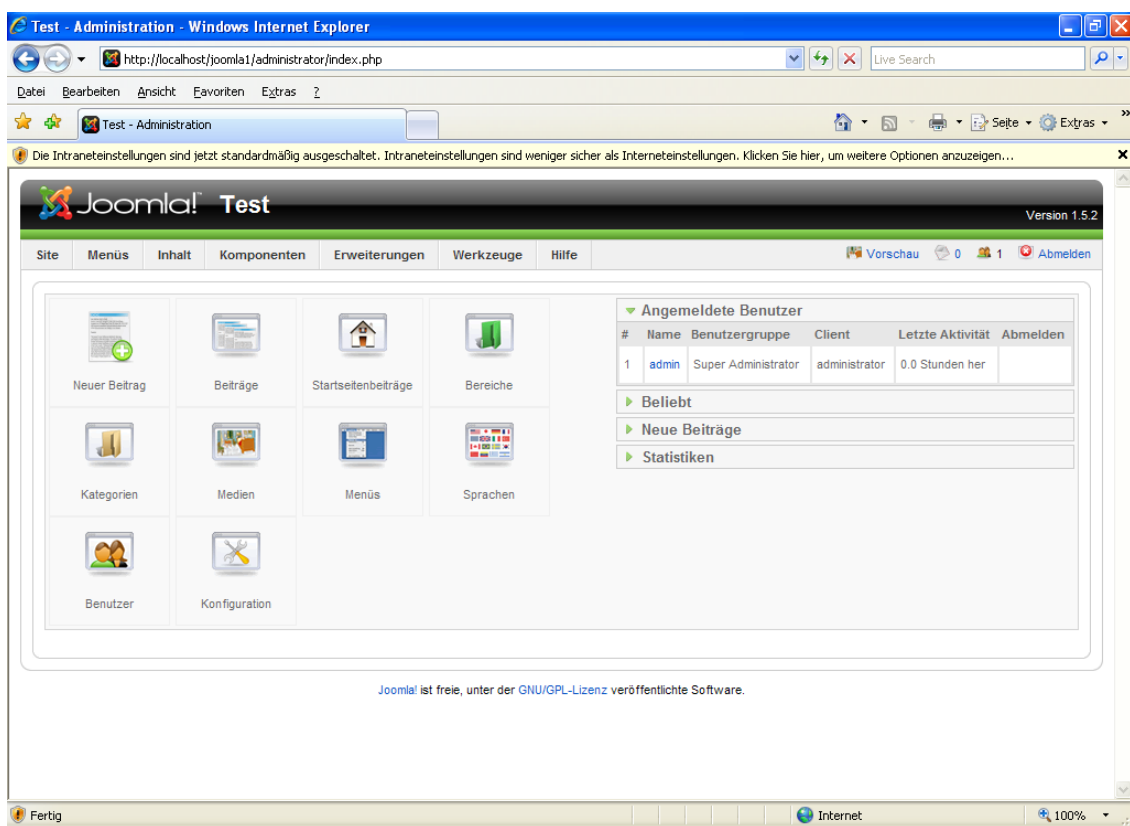 Test - Administration - Windows Internet Explorer
http://localhost/joomla1/administrator/index.php
Live Search
Datei Bearbeiten Ansicht Favoriten Extras ?
Test - Administration
Seite Extras
Die Intraneteinstellungen sind jetzt standardmäßig ausgeschaltet. Intraneteinstellungen sind weniger sicher als Interneteinstellungen. Klicken Sie hier, um weitere Optionen anzuzeigen...
Joomla!™ Test
Version 1.5.2
Site Menüs Inhalt Komponenten Erweiterungen Werkzeuge Hilfe Vorschau 0 1 Abmelden
Neuer Beitrag Beiträge Startseitenbeiträge Bereiche
Kategorien Medien Menüs Sprachen
Benutzer Konfiguration
Angemeldete Benutzer
# Name Benutzergruppe Client Letzte Aktivität Abmelden
1 admin Super Administrator administrator 0.0 Stunden her
Beliebt
Neue Beiträge
Statistiken
Joomla! ist freie, unter der GNU/GPL-Lizenz veröffentlichte Software.
Fertig Internet 100%